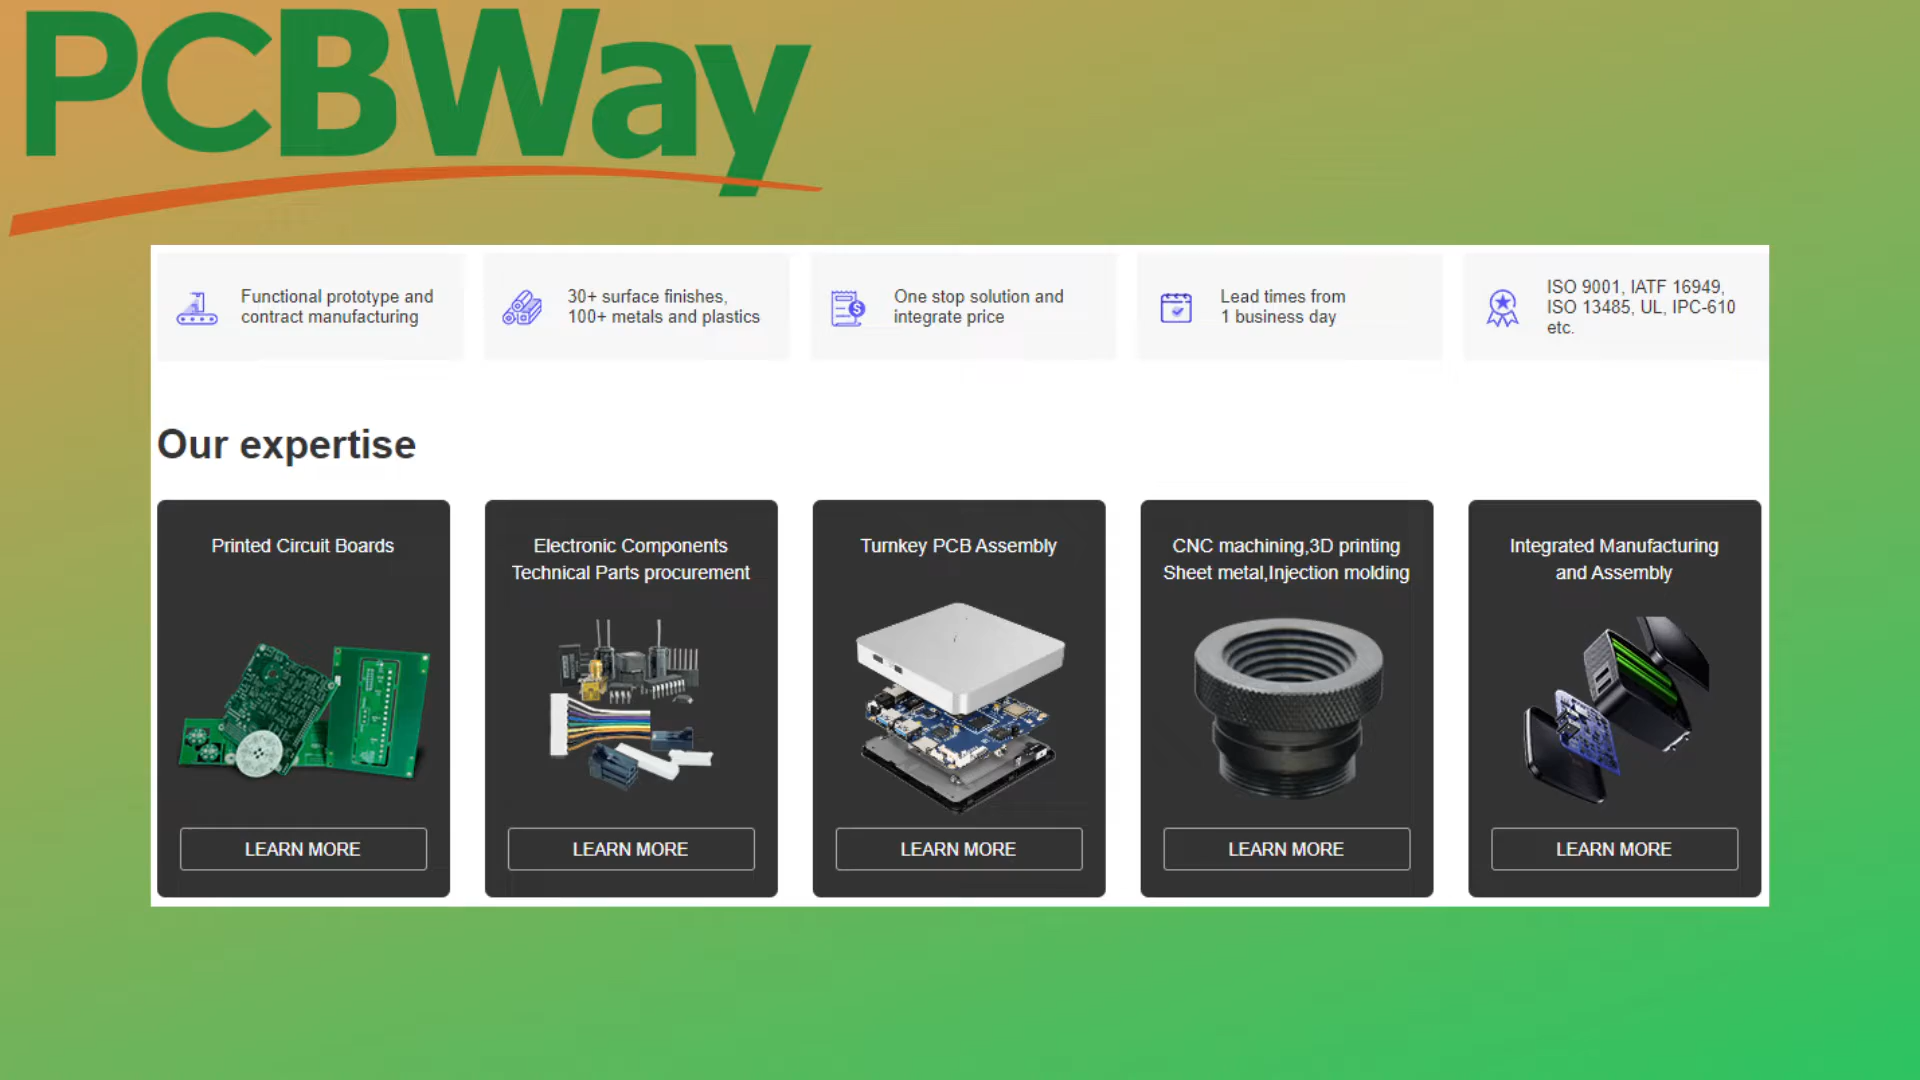 PCBWay
Functional prototype and
contract manufacturing
30+ surface finishes,
100+ metals and plastics
One stop solution and
integrate price
Lead times from
1 business day
ISO 9001, IATF 16949,
ISO 13485, UL, IPC-610
etc.
Our expertise
Printed Circuit Boards
LEARN MORE
Electronic Components
Technical Parts procurement
LEARN MORE
Turnkey PCB Assembly
LEARN MORE
CNC machining,3D printing
Sheet metal,Injection molding
LEARN MORE
Integrated Manufacturing
and Assembly
LEARN MORE